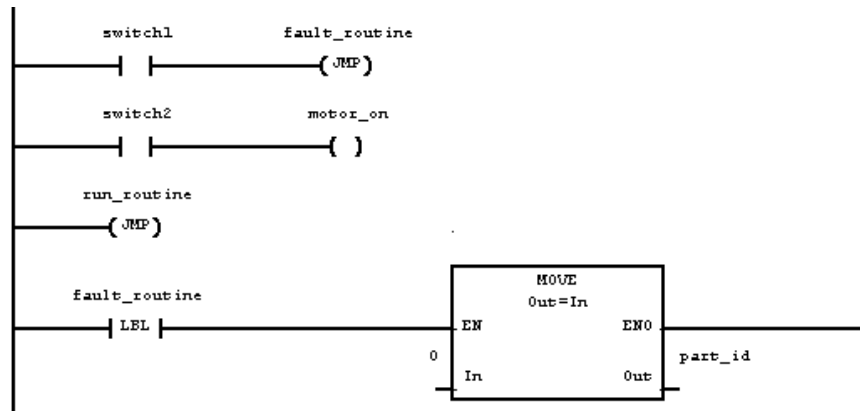 switch1 fault_routine
JMP
switch2 motor_on
run_routine
JMP
MOVE
Out=In
fault_routine
LBL
EN ENO
0 part_id
In Out